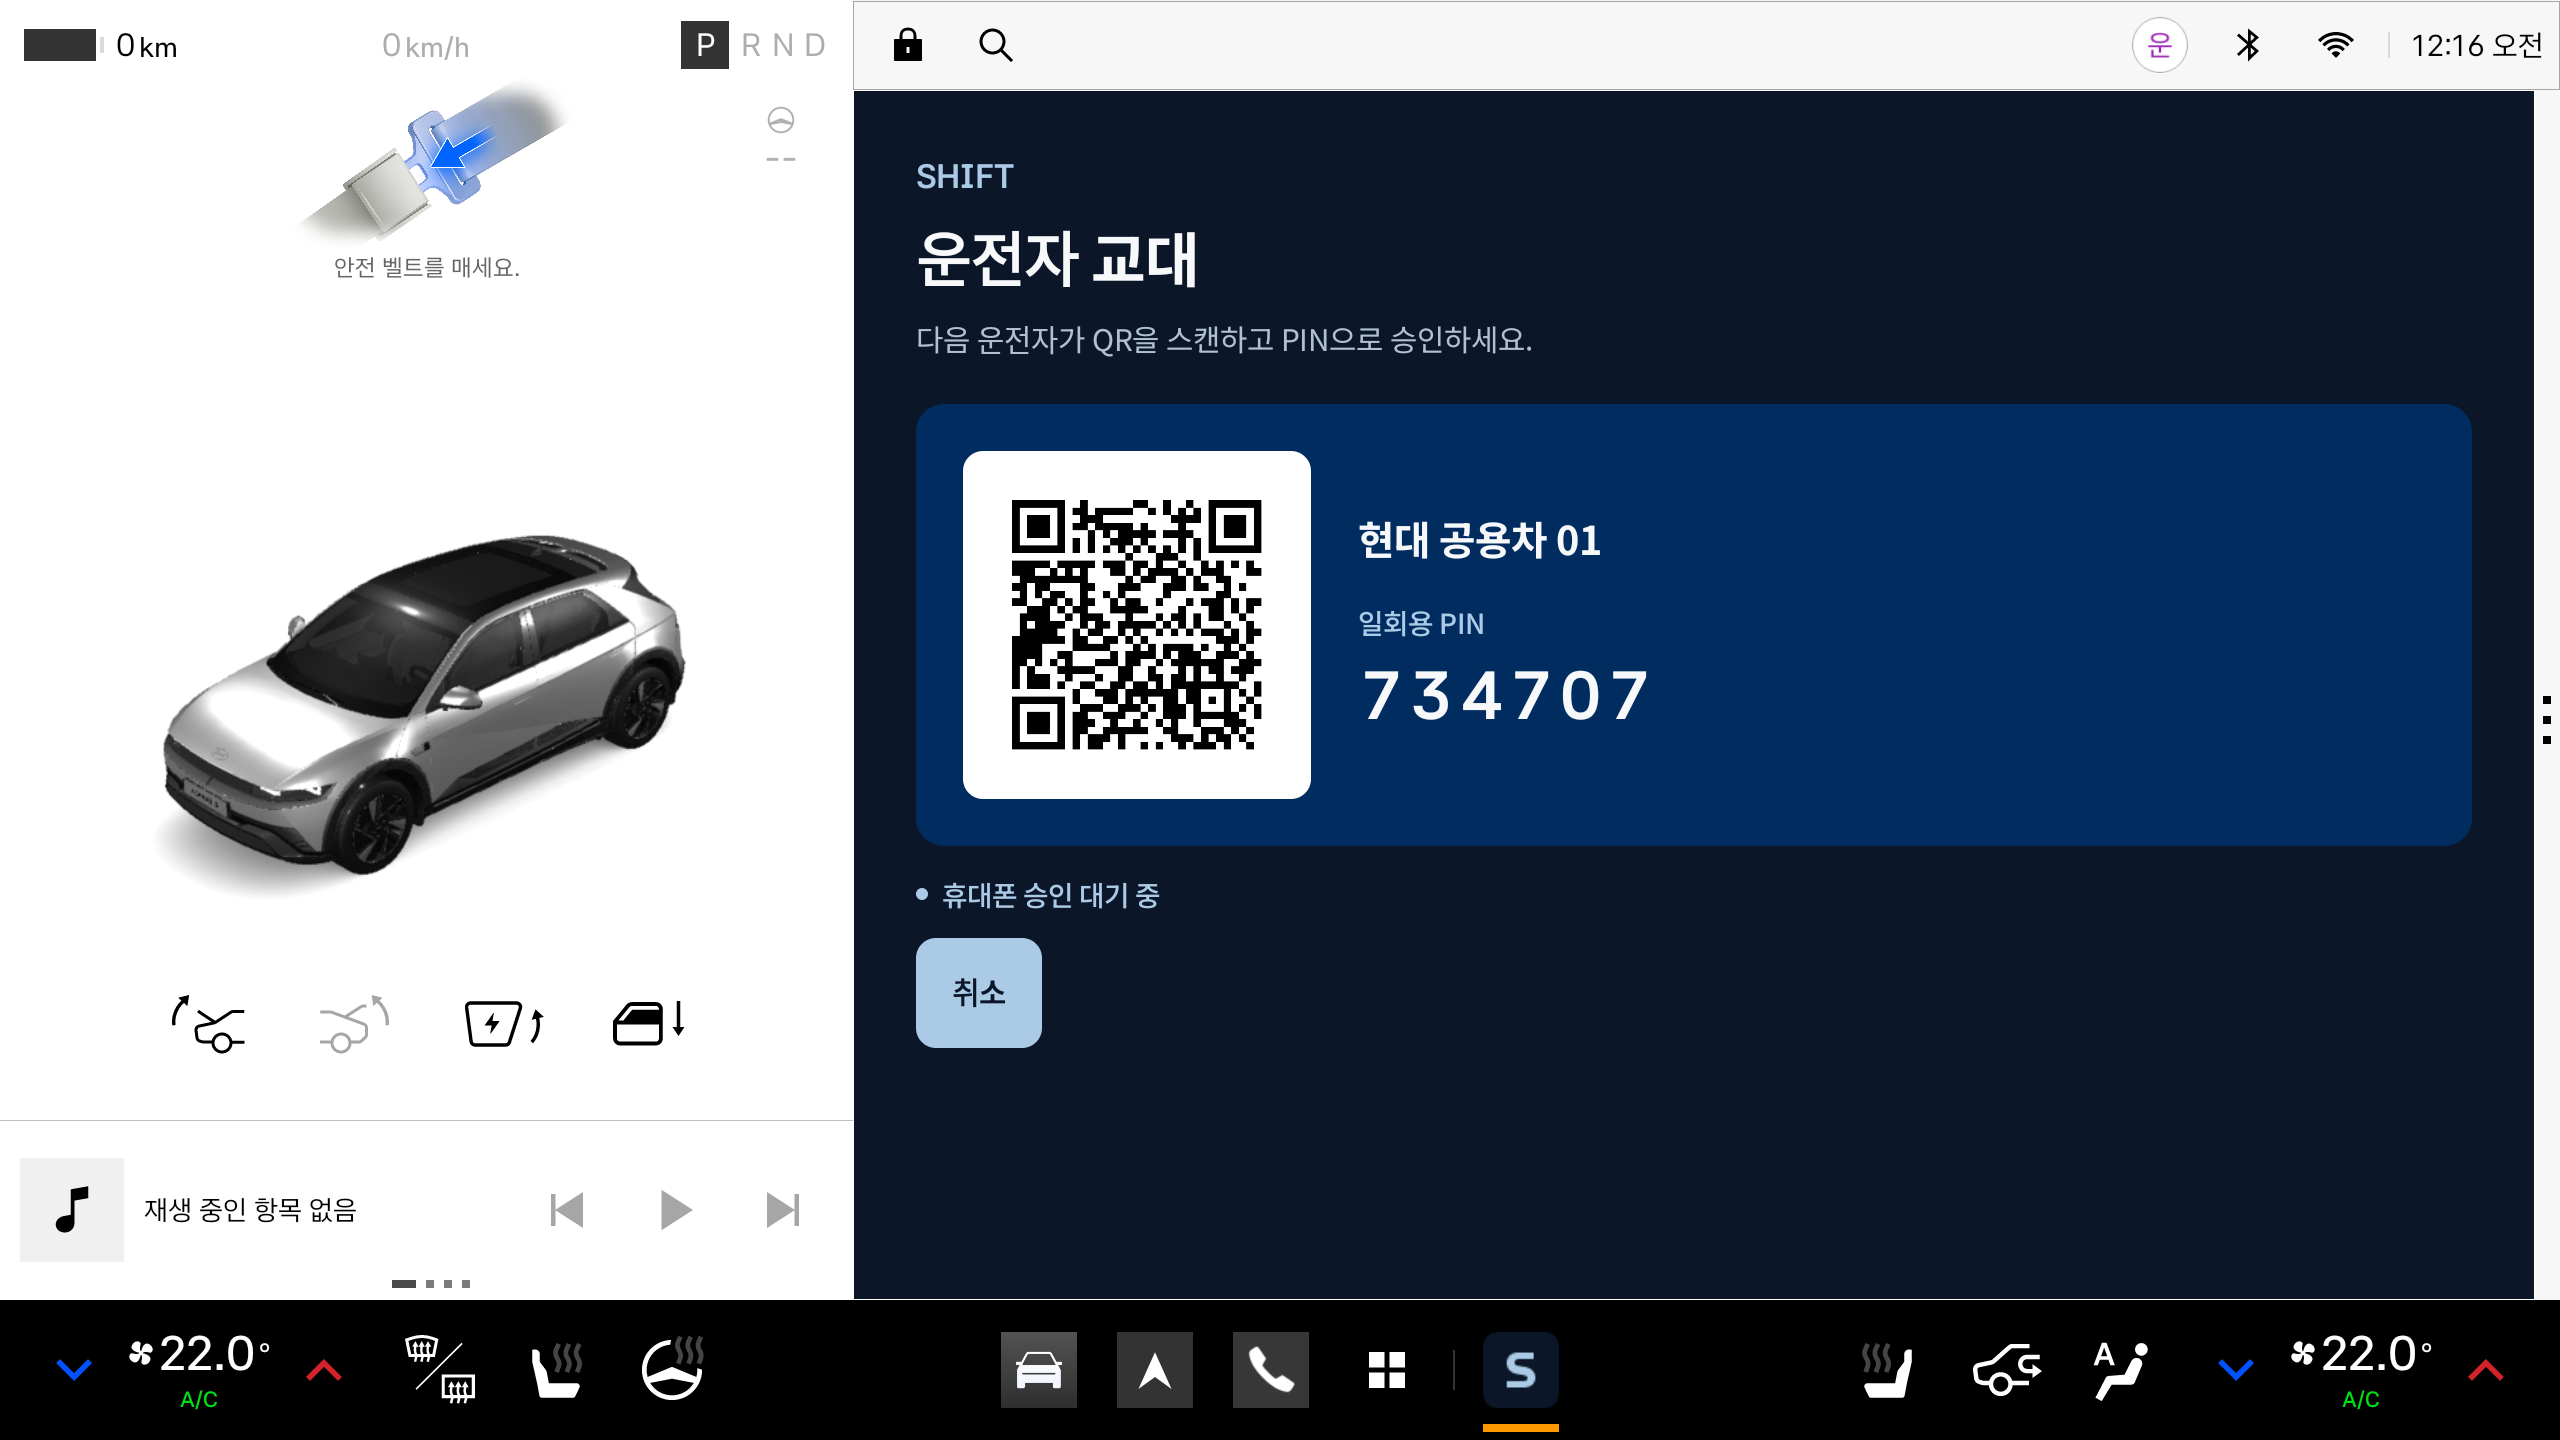 0 km
0 km/h
P R N D
안전 벨트를 매세요.
재생 중인 항목 없음
운
12:16 오전
SHIFT
운전자 교대
다음 운전자가 QR을 스캔하고 PIN으로 승인하세요.
현대 공용차 01
일회용 PIN
734707
휴대폰 승인 대기 중
취소
22.0°
A/C
S
A
22.0°
A/C